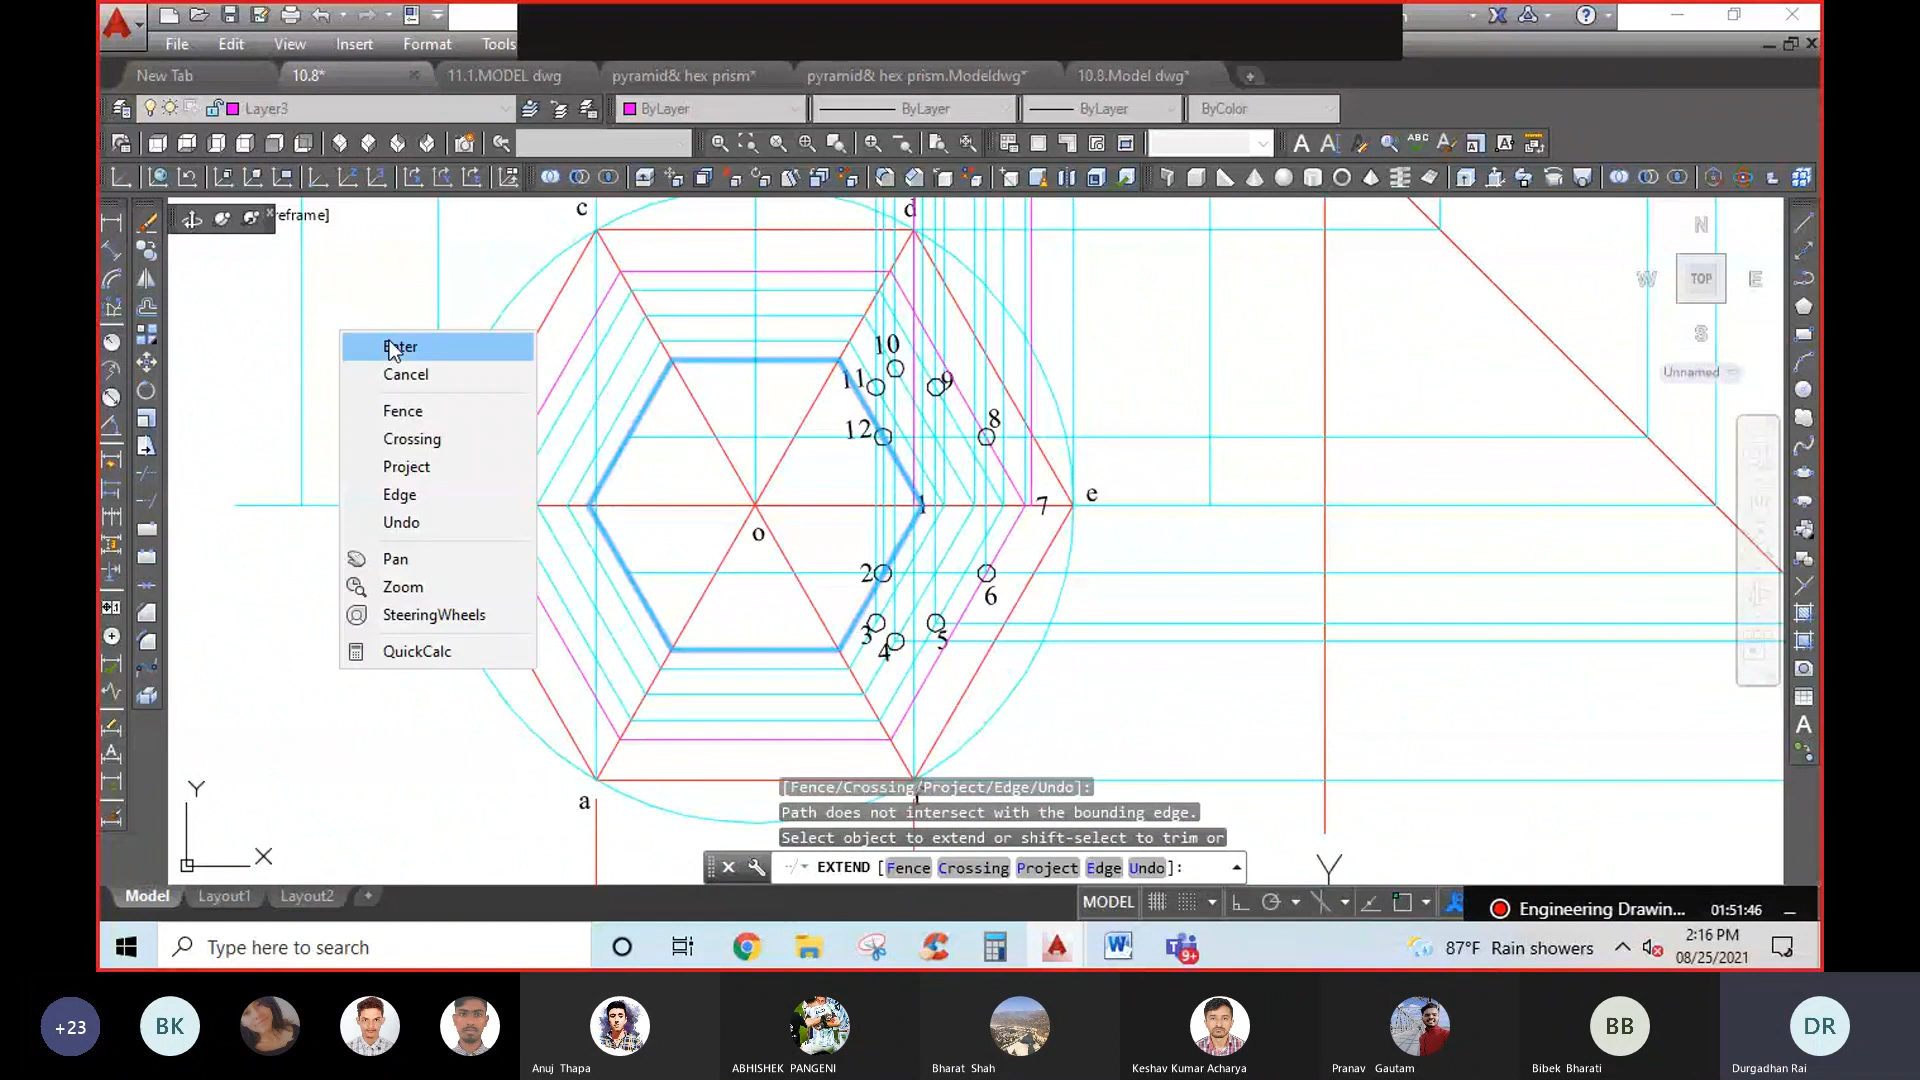 File Edit View Insert Format Tools
New Tab 10.8* 11.1.MODEL dwg pyramid& hex prism* pyramid& hex prism.Modeldwg* 10.8.Model dwg*
Layer3 ByLayer ByLayer ByLayer ByColor
reframe]
c d
N
W TOP E
S
Unnamed
Enter
Cancel
Fence
Crossing
Project
Edge
Undo
Pan
Zoom
SteeringWheels
QuickCalc
10
11 9
12 8
1 7 e
o
2
6
3 5
4
a
Y
X
Y
[Fence/Crossing/Project/Edge/Undo]:
Path does not intersect with the bounding edge.
Select object to extend or shift-select to trim or
EXTEND [Fence Crossing Project Edge Undo]:
Model Layout1 Layout2
MODEL
Engineering Drawin... 01:51:46
Type here to search
9+
87°F Rain showers
2:16 PM
08/25/2021
+23 BK BB DR
Anuj Thapa ABHISHEK PANGENI Bharat Shah Keshav Kumar Acharya Pranav Gautam Bibek Bharati Durgadhan Rai